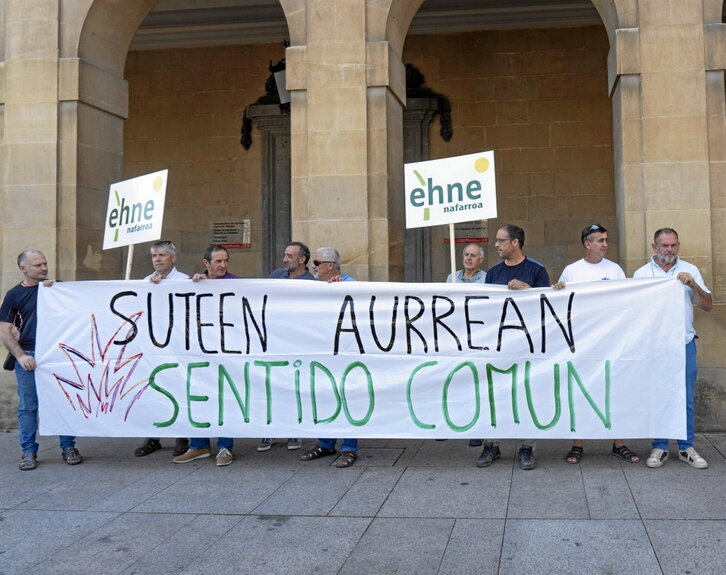 ehne
nafarroa
ehne
nafarroa
SUTEEN AURREAN
SENTiDO COMUN